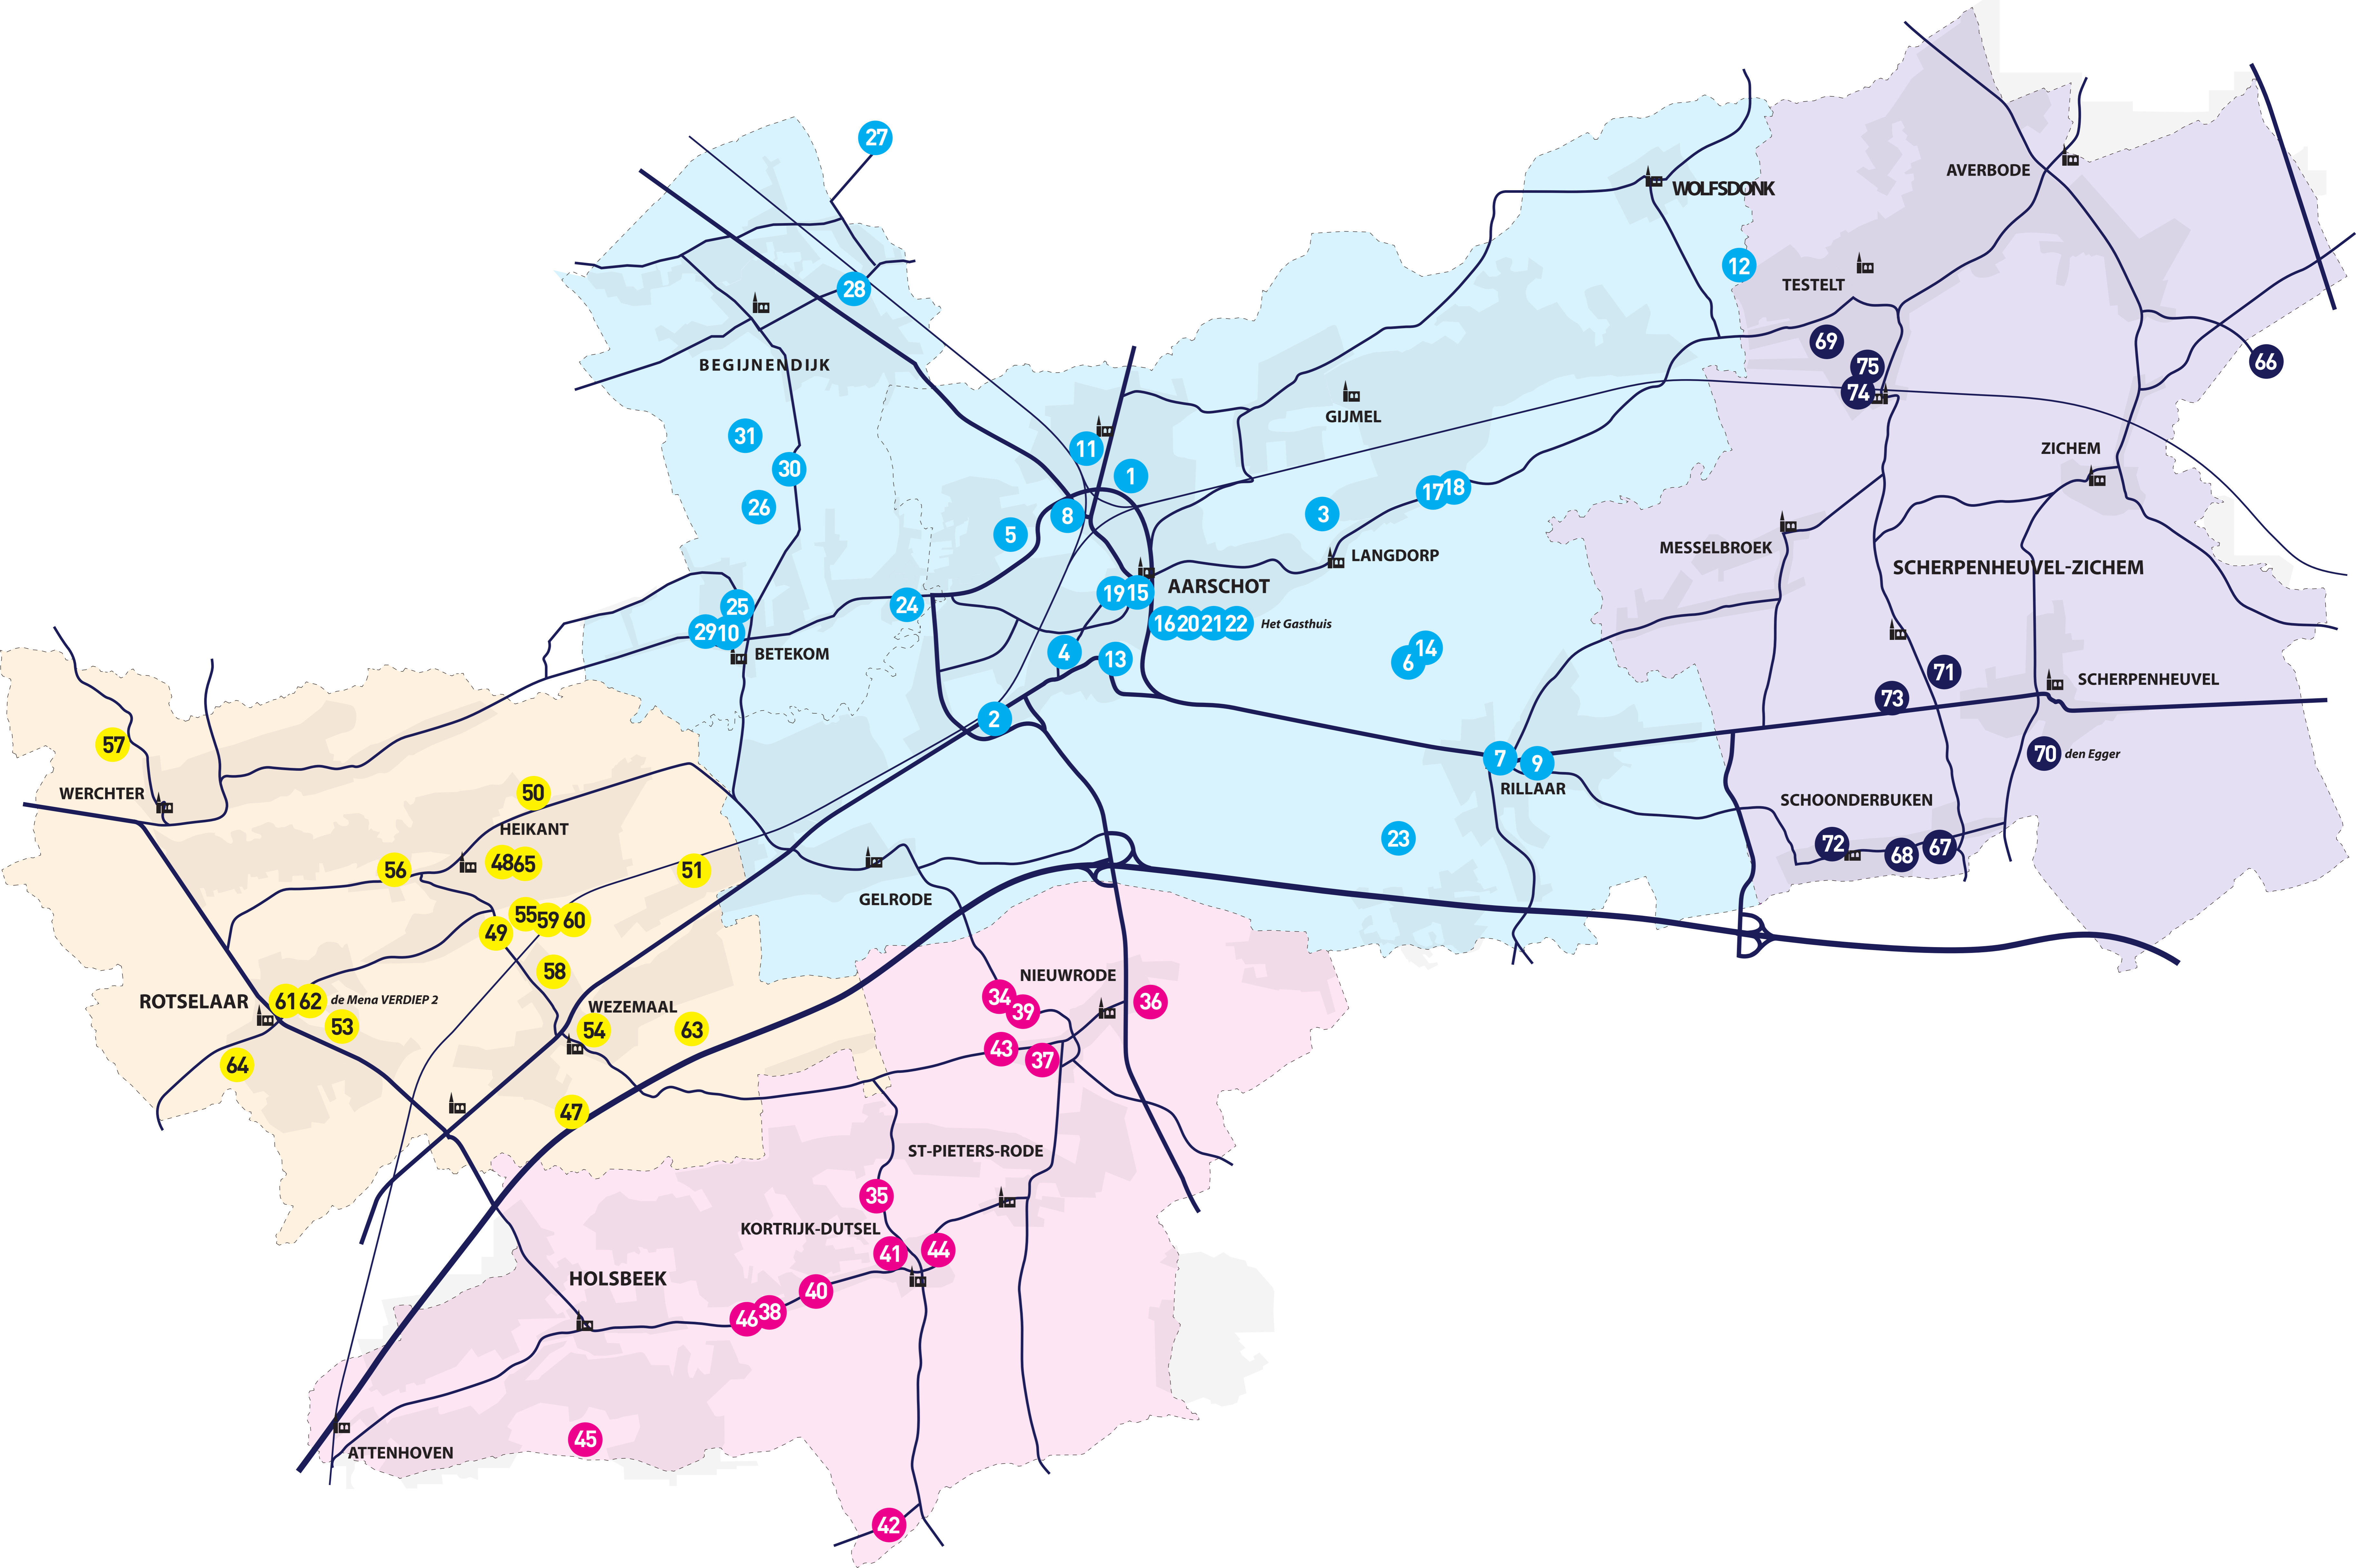 27
AVERBODE
WOLFSDONK
12
TESTELT
28
69
66
75
BEGIJNENDIJK
74
GIJMEL
31
11
ZICHEM
30
1
17 18
26
8
3
5
MESSELBROEK
LANGDORP
SCHERPENHEUVEL-ZICHEM
AARSCHOT
19 15
24
25
16 20 21 22 Het Gasthuis
29 10
BETEKOM
4
13
14
6
71
SCHERPENHEUVEL
73
2
57
70 den Egger
7
9
RILLAAR
WERCHTER
50
SCHOONDERBUKEN
HEIKANT
23
72
67
68
48 65
56
51
GELRODE
55 59 60
49
58
NIEUWRODE
34
36
ROTSELAAR
61 62 de Mena VERDIEP 2
WEZEMAAL
39
53
54
63
43
37
64
47
ST-PIETERS-RODE
35
KORTRIJK-DUTSEL
41
44
HOLSBEEK
40
46 38
45
ATTENHOVEN
42